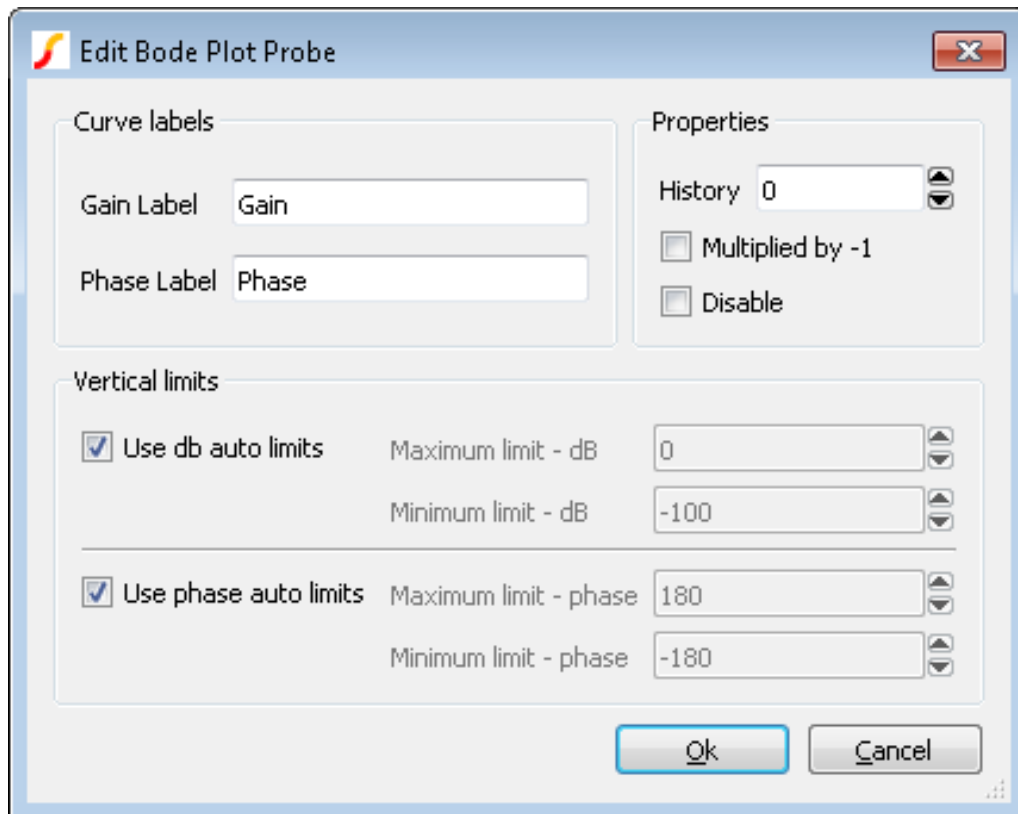 Edit Bode Plot Probe
Curve labels
Gain Label Gain
Phase Label Phase
Properties
History 0
Multiplied by -1
Disable
Vertical limits
Use db auto limits Maximum limit - dB 0
Minimum limit - dB -100
Use phase auto limits Maximum limit - phase 180
Minimum limit - phase -180
Ok Cancel